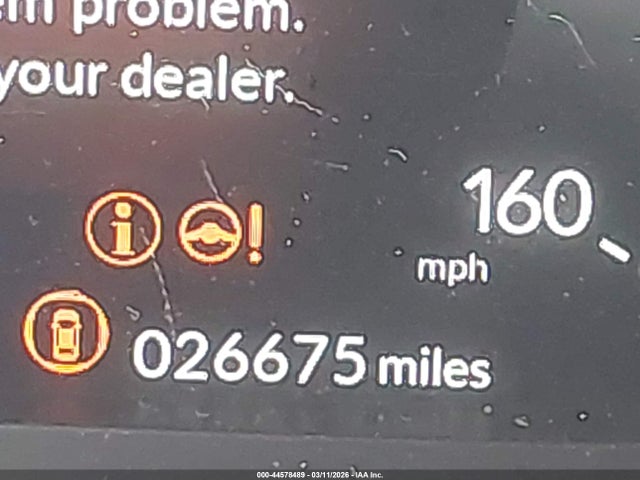 em problem.
your dealer.
160
mph
026675 miles
000-44578489 - 03/11/2026 - IAA Inc.